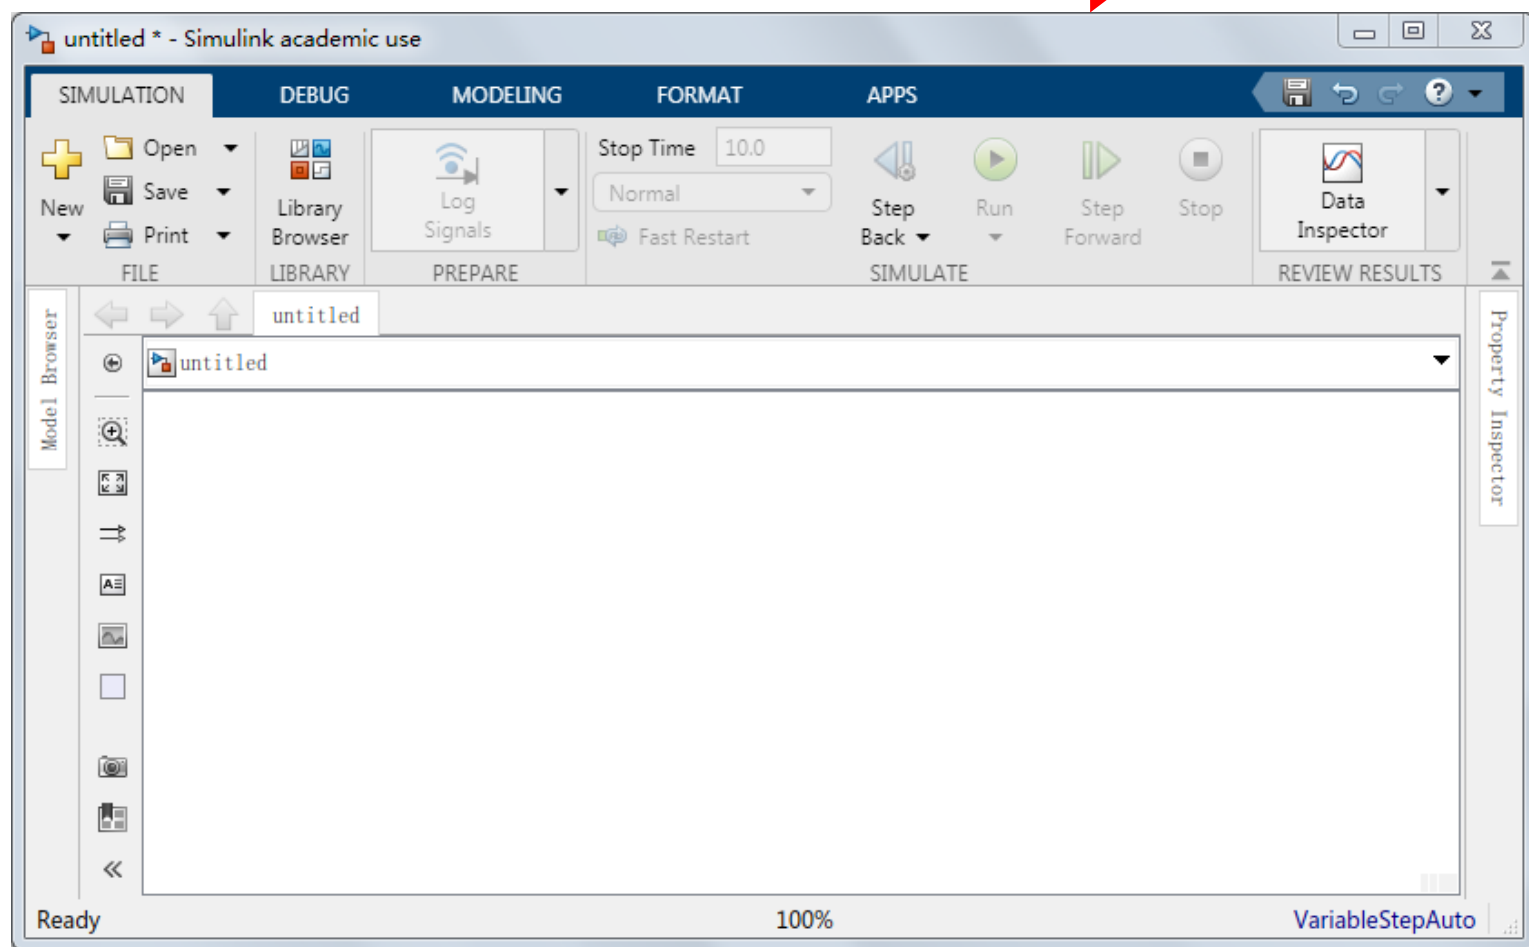 untitled * - Simulink academic use
SIMULATION DEBUG MODELING FORMAT APPS
New
Open
Save
Print
FILE
Library
Browser
LIBRARY
Log
Signals
PREPARE
Stop Time 10.0
Normal
Fast Restart
Step
Back
Run
Step
Forward
Stop
SIMULATE
Data
Inspector
REVIEW RESULTS
Model Browser
untitled
untitled
Property Inspector
Ready 100% VariableStepAuto